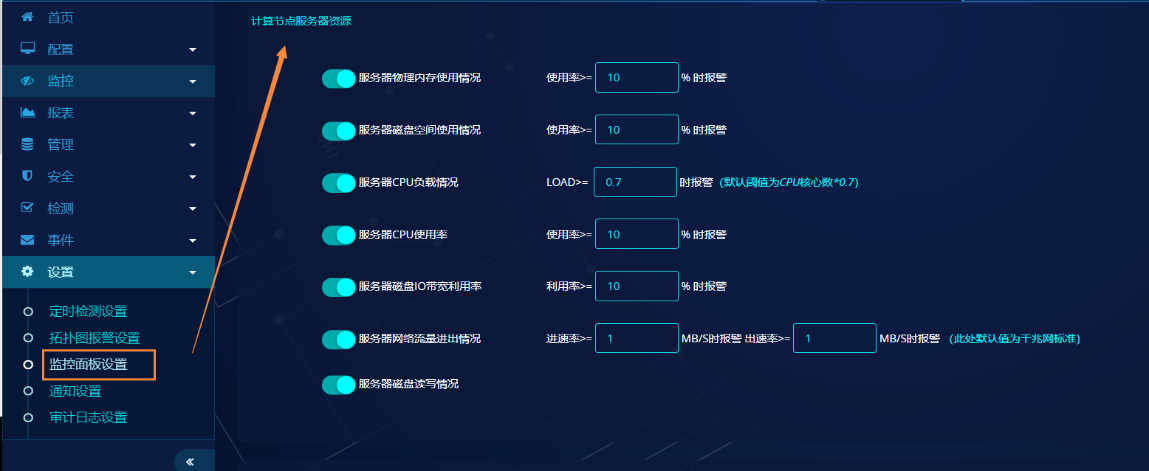 首页
配置
监控
报表
管理
安全
检测
事件
设置
定时检测设置
拓扑图报警设置
监控面板设置
通知设置
审计日志设置
计算节点服务器资源
服务器物理内存使用情况 使用率>= 10 % 时报警
服务器磁盘空间使用情况 使用率>= 10 % 时报警
服务器CPU负载情况 LOAD>= 0.7 时报警 (默认阈值为CPU核心数*0.7)
服务器CPU使用率 使用率>= 10 % 时报警
服务器磁盘IO带宽利用率 利用率>= 10 % 时报警
服务器网络流量进出情况 进速率>= 1 MB/S时报警 出速率>= 1 MB/S时报警 (此处默认值为千兆网标准)
服务器磁盘读写情况